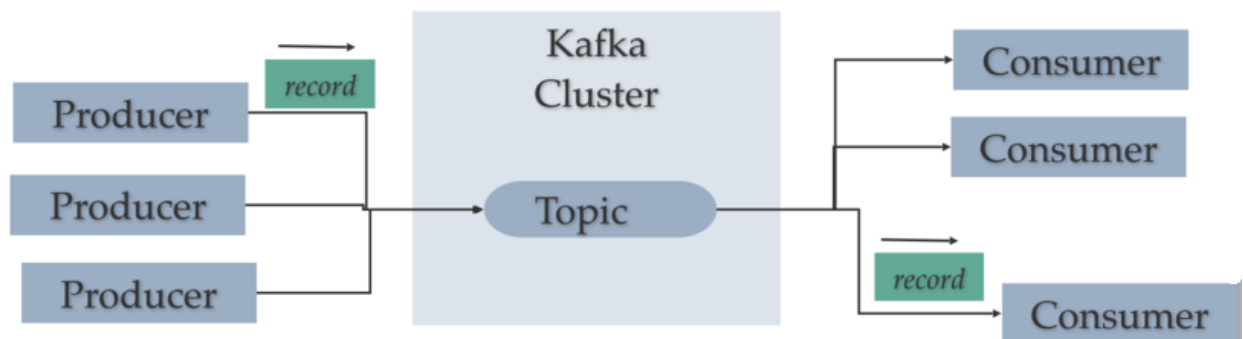 Kafka
Cluster
Producer
record
Producer
Producer
Topic
Consumer
Consumer
record
Consumer